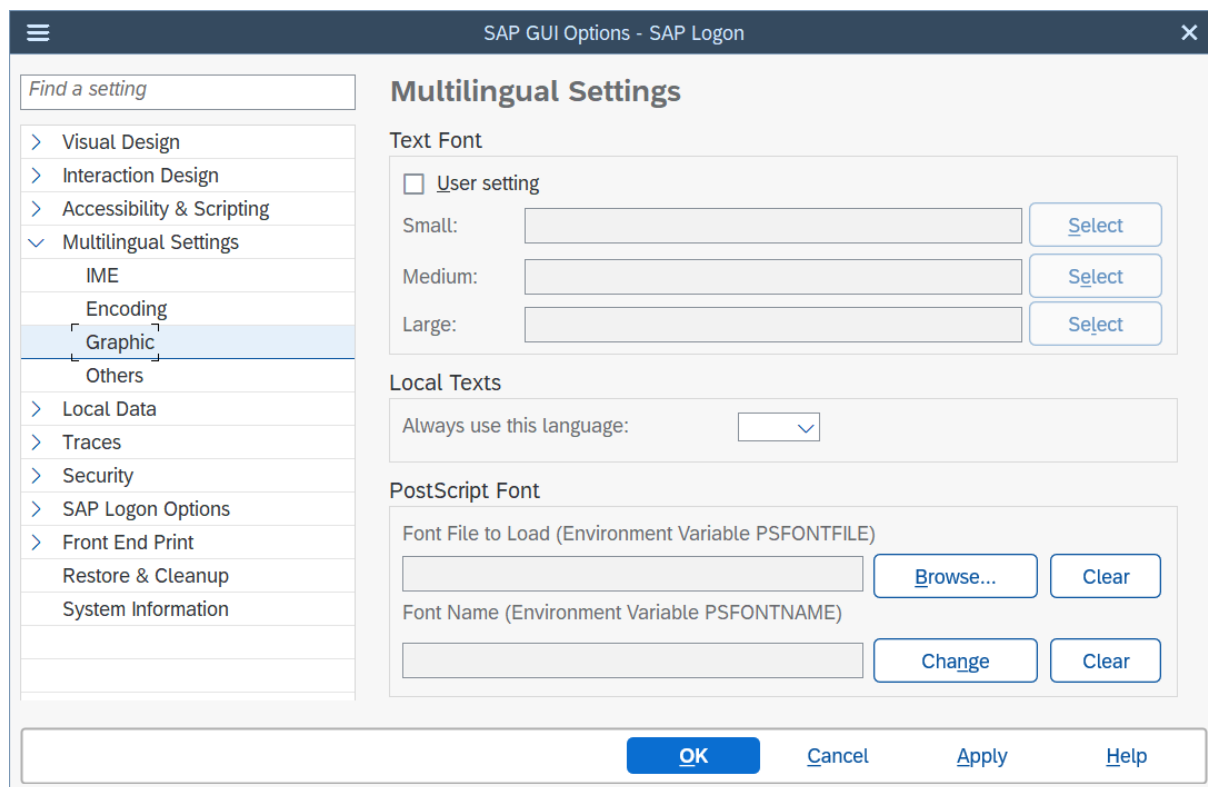 SAP GUI Options - SAP Logon
Find a setting
Visual Design
Interaction Design
Accessibility & Scripting
Multilingual Settings
IME
Encoding
Graphic
Others
Local Data
Traces
Security
SAP Logon Options
Front End Print
Restore & Cleanup
System Information
Multilingual Settings
Text Font
User setting
Small: Select
Medium: Select
Large: Select
Local Texts
Always use this language:
PostScript Font
Font File to Load (Environment Variable PSFONTFILE)
Browse... Clear
Font Name (Environment Variable PSFONTNAME)
Change Clear
OK Cancel Apply Help